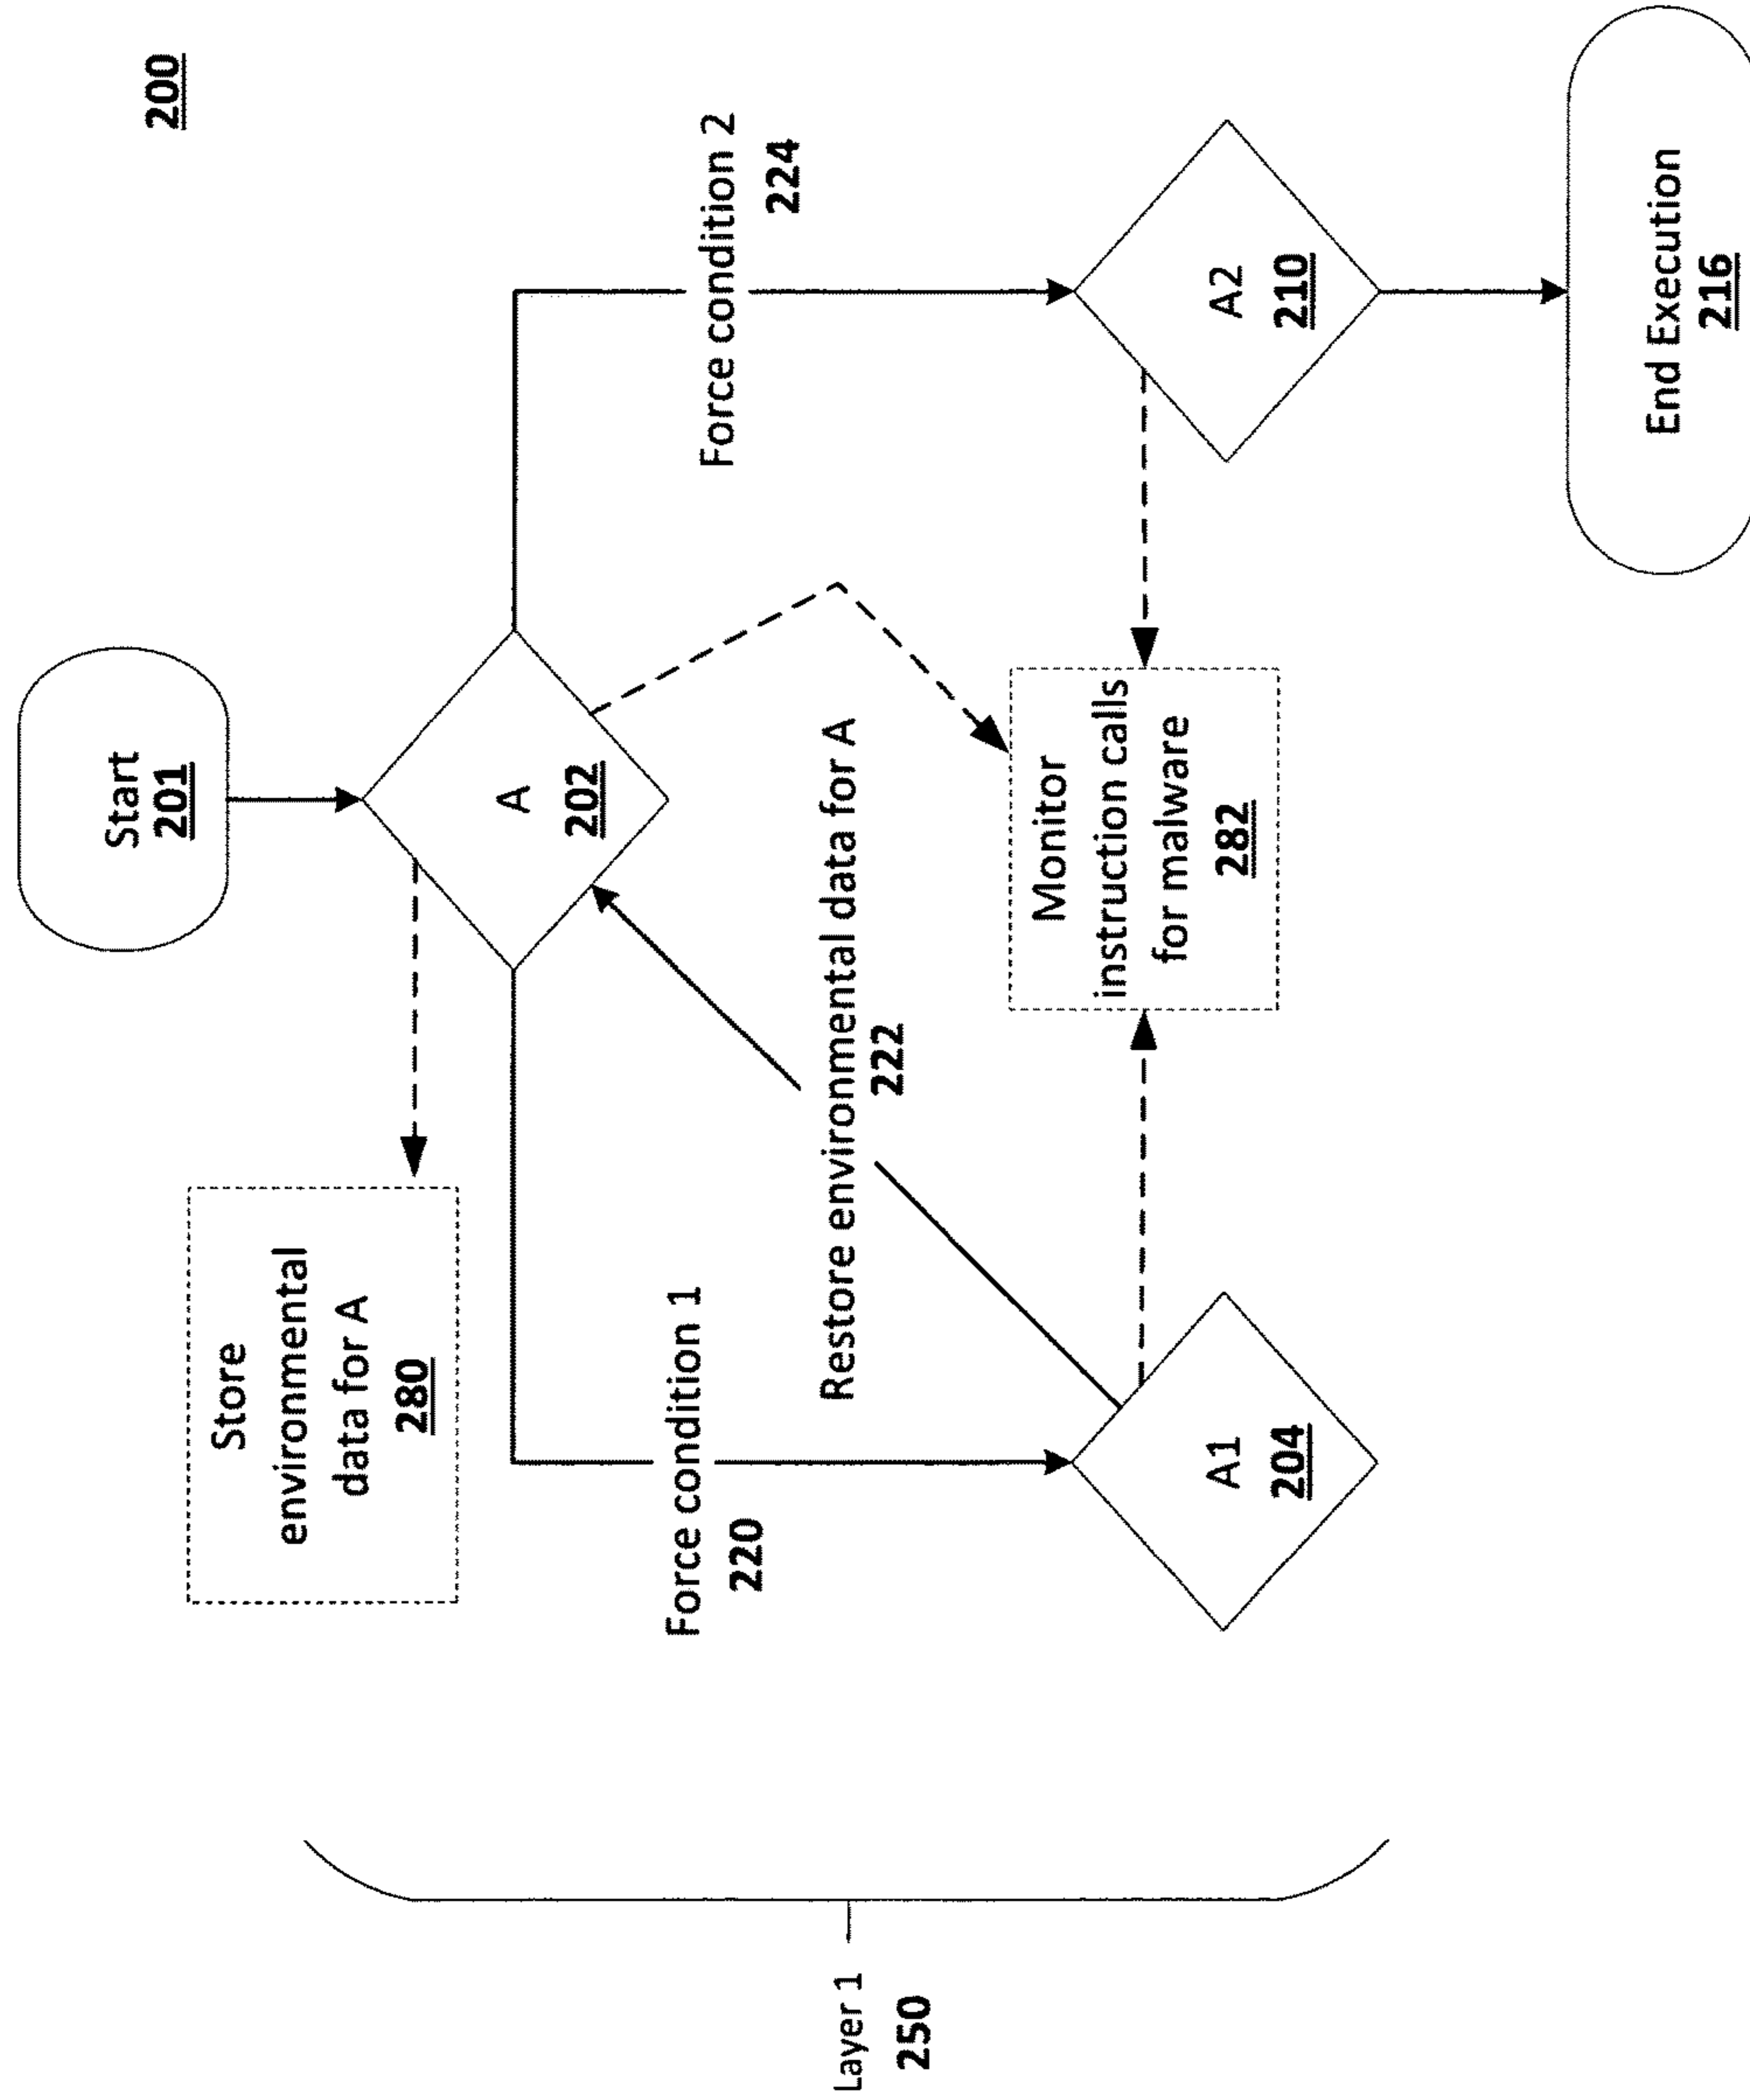 200
Start
201
Store
environmental
data for A
280
A
202
Force condition 1
220
Force condition 2
224
Restore environmental data for A
222
Monitor
instruction calls
for malware
282
A1
204
A2
210
Layer 1
250
End Execution
216